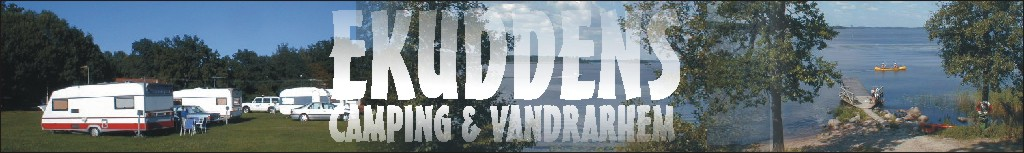 EKUDDENS
CAMPING & VANDRARHEM